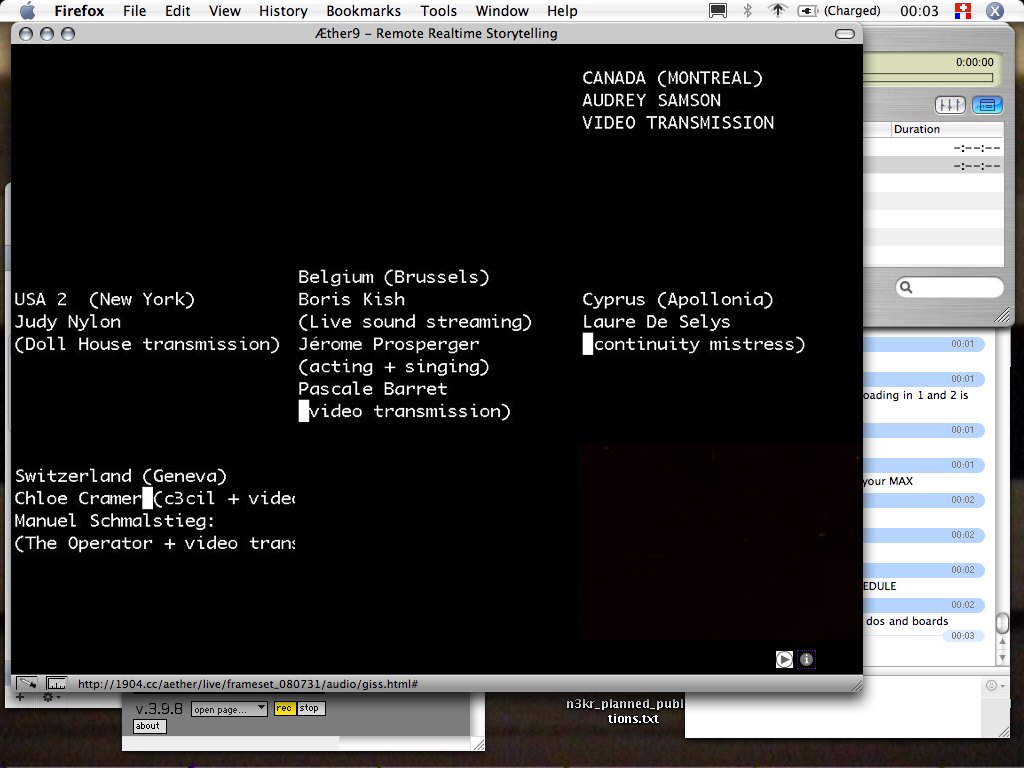 Firefox File Edit View History Bookmarks Tools Window Help (Charged) 00:03
Æther9 - Remote Realtime Storytelling
0:00:00
Duration
-:--:--
-:--:--
CANADA (MONTREAL)
AUDREY SAMSON
VIDEO TRANSMISSION
USA 2 (New York)
Judy Nylon
(Doll House transmission)
Belgium (Brussels)
Boris Kish
(Live sound streaming)
Jérome Prosperger
(acting + singing)
Pascale Barret
video transmission)
Cyprus (Apollonia)
Laure De Selys
continuity mistress)
Switzerland (Geneva)
Chloe Cramer (c3cil + video
Manuel Schmalstieg:
(The Operator + video trans
00:01
00:01
oading in 1 and 2 is
00:01
00:01
your MAX
00:02
00:02
00:02
EDULE
00:02
dos and boards
00:03
http://1904.cc/aether/live/frameset_080731/audio/giss.html#
v.3.9.8 open page... rec stop
about
n3kr_planned_publ
tions.txt